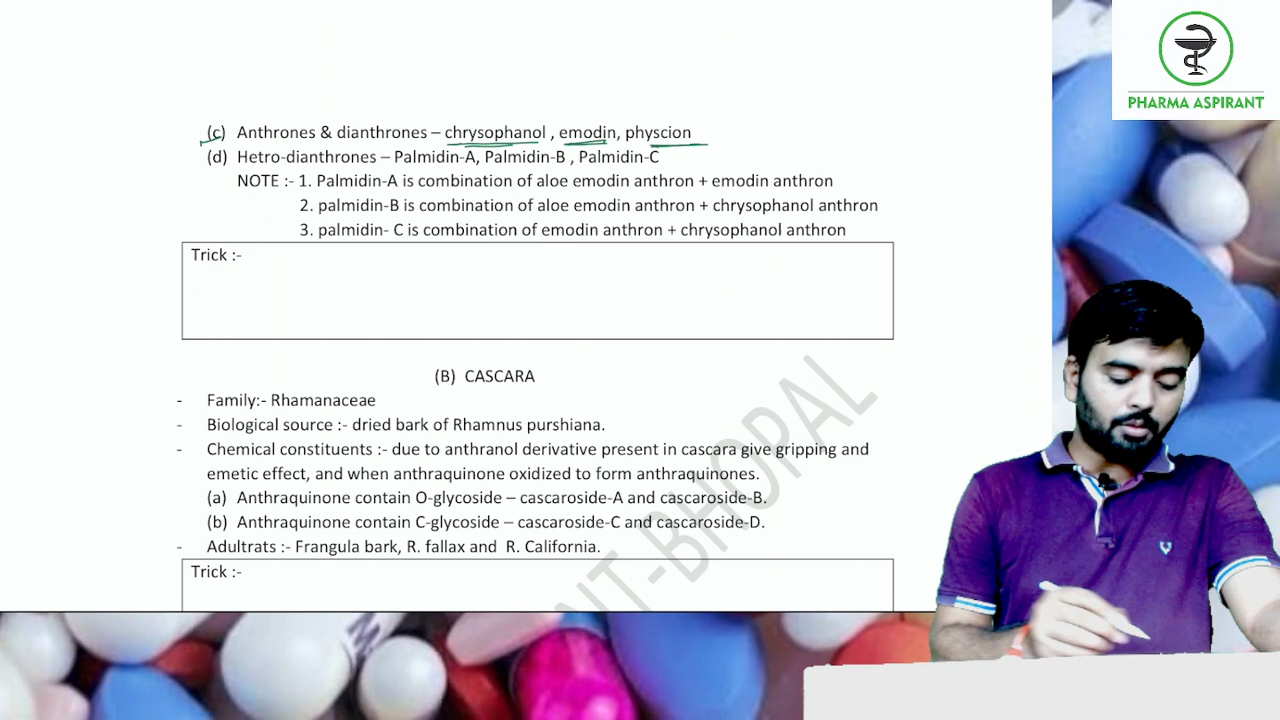 (c) Anthrones & dianthrones – chrysophanol , emodin, physcion
(d) Hetro-dianthrones – Palmidin-A, Palmidin-B , Palmidin-C
NOTE :- 1. Palmidin-A is combination of aloe emodin anthron + emodin anthron
2. palmidin-B is combination of aloe emodin anthron + chrysophanol anthron
3. palmidin- C is combination of emodin anthron + chrysophanol anthron
Trick :-
(B) CASCARA
- Family:- Rhamanaceae
- Biological source :- dried bark of Rhamnus purshiana.
- Chemical constituents :- due to anthranol derivative present in cascara give gripping and
emetic effect, and when anthraquinone oxidized to form anthraquinones.
(a) Anthraquinone contain O-glycoside – cascaroside-A and cascaroside-B.
(b) Anthraquinone contain C-glycoside – cascaroside-C and cascaroside-D.
- Adultrats :- Frangula bark, R. fallax and R. California.
Trick :-
NT-BHOPAL
PHARMA ASPIRANT